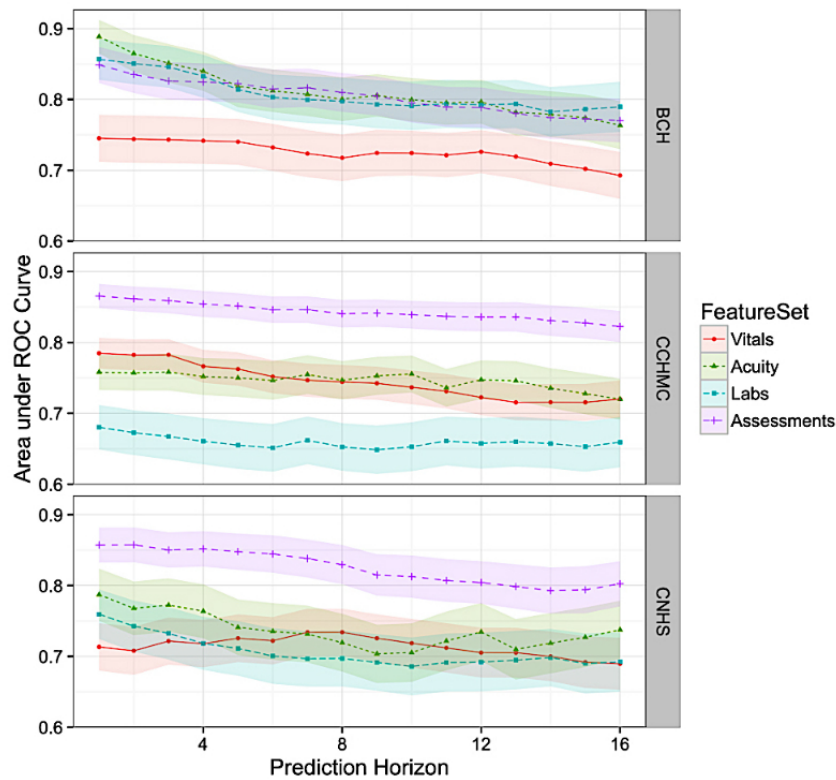 0.9
0.8
0.7
0.6
BCH
0.9
0.8
0.7
0.6
CCHMC
0.9
0.8
0.7
0.6
CNHS
Area under ROC Curve
4
8
12
16
Prediction Horizon
FeatureSet
Vitals
Acuity
Labs
Assessments